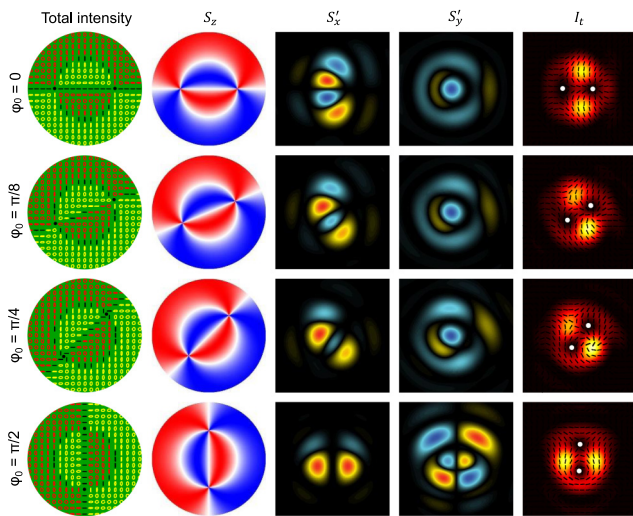 Total intensity S_z S′_x S′_y I_t
φ₀ = 0
φ₀ = π/8
φ₀ = π/4
φ₀ = π/2